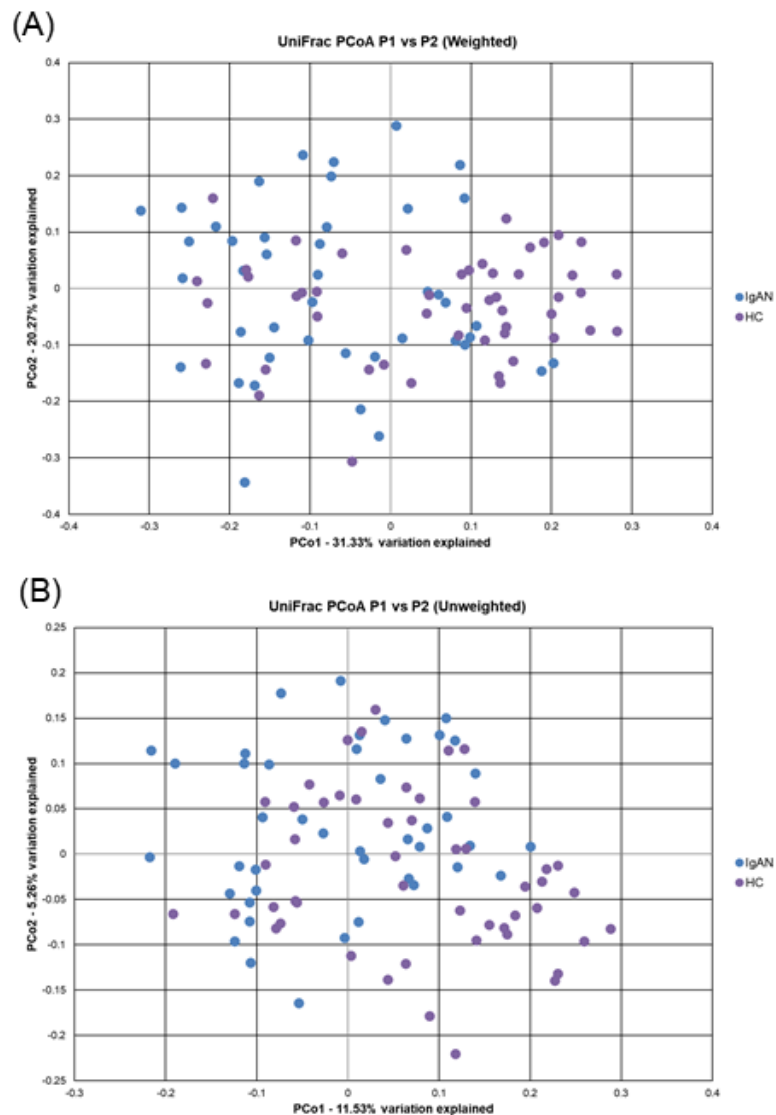 (A)
UniFrac PCoA P1 vs P2 (Weighted)
0.4
0.3
0.2
0.1
0
-0.1
-0.2
-0.3
-0.4
PCo2 - 20.27% variation explained
-0.4 -0.3 -0.2 -0.1 0 0.1 0.2 0.3 0.4
PCo1 - 31.33% variation explained
IgAN
HC
(B)
UniFrac PCoA P1 vs P2 (Unweighted)
0.25
0.2
0.15
0.1
0.05
0
-0.05
-0.1
-0.15
-0.2
-0.25
PCo2 - 5.26% variation explained
-0.3 -0.2 -0.1 0 0.1 0.2 0.3 0.4
PCo1 - 11.53% variation explained
IgAN
HC